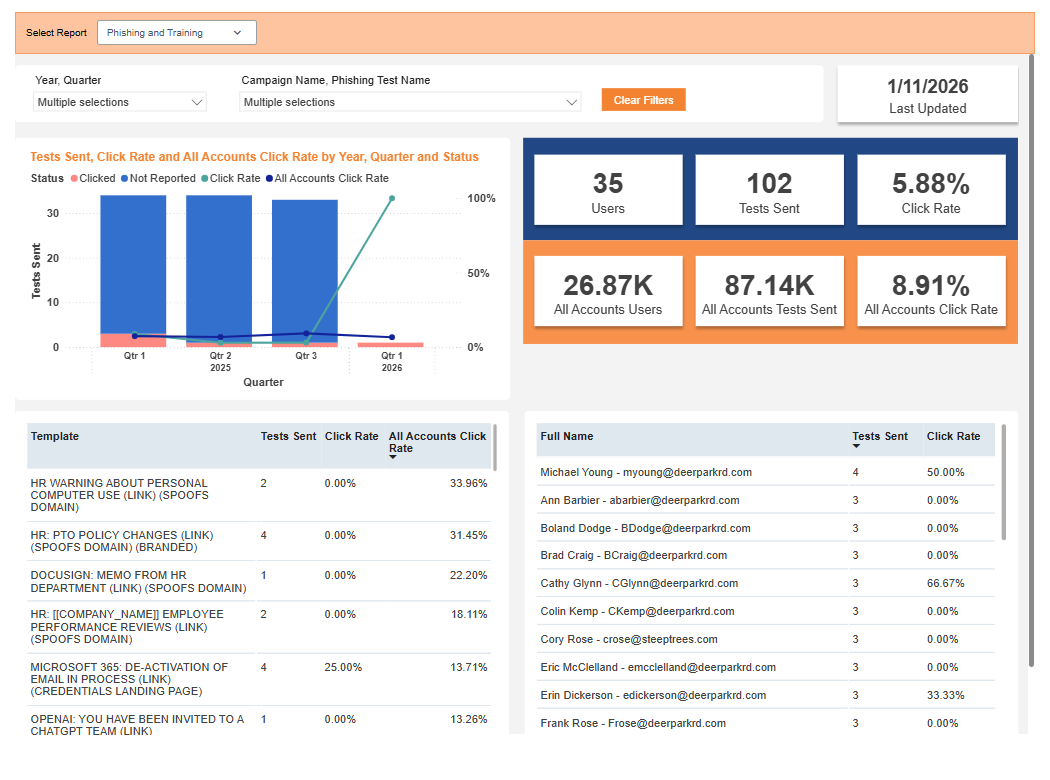 Select Report
Phishing and Training
Year, Quarter
Campaign Name, Phishing Test Name
Multiple selections
Multiple selections
Clear Filters
1/11/2026
Last Updated
Tests Sent, Click Rate and All Accounts Click Rate by Year, Quarter and Status
Status Clicked Not Reported Click Rate All Accounts Click Rate
Tests Sent
30
20
10
0
100%
50%
0%
Qtr 1 Qtr 2 Qtr 3 Qtr 1
2025 2026
Quarter
35
Users
102
Tests Sent
5.88%
Click Rate
26.87K
All Accounts Users
87.14K
All Accounts Tests Sent
8.91%
All Accounts Click Rate
Template Tests Sent Click Rate All Accounts Click
Rate
HR WARNING ABOUT PERSONAL 2 0.00% 33.96%
COMPUTER USE (LINK) (SPOOFS
DOMAIN)
HR: PTO POLICY CHANGES (LINK) 4 0.00% 31.45%
(SPOOFS DOMAIN) (BRANDED)
DOCUSIGN: MEMO FROM HR 1 0.00% 22.20%
DEPARTMENT (LINK) (SPOOFS DOMAIN)
HR: [[COMPANY_NAME]] EMPLOYEE 2 0.00% 18.11%
PERFORMANCE REVIEWS (LINK)
(SPOOFS DOMAIN)
MICROSOFT 365: DE-ACTIVATION OF 4 25.00% 13.71%
EMAIL IN PROCESS (LINK)
(CREDENTIALS LANDING PAGE)
OPENAI: YOU HAVE BEEN INVITED TO A 1 0.00% 13.26%
CHATGPT TEAM (LINK)
Full Name Tests Sent Click Rate
Michael Young - myoung@deerparkrd.com 4 50.00%
Ann Barbier - abarbier@deerparkrd.com 3 0.00%
Boland Dodge - BDodge@deerparkrd.com 3 0.00%
Brad Craig - BCraig@deerparkrd.com 3 0.00%
Cathy Glynn - CGlynn@deerparkrd.com 3 66.67%
Colin Kemp - CKemp@deerparkrd.com 3 0.00%
Cory Rose - crose@steeptrees.com 3 0.00%
Eric McClelland - emcclelland@deerparkrd.com 3 0.00%
Erin Dickerson - edickerson@deerparkrd.com 3 33.33%
Frank Rose - Frose@deerparkrd.com 3 0.00%